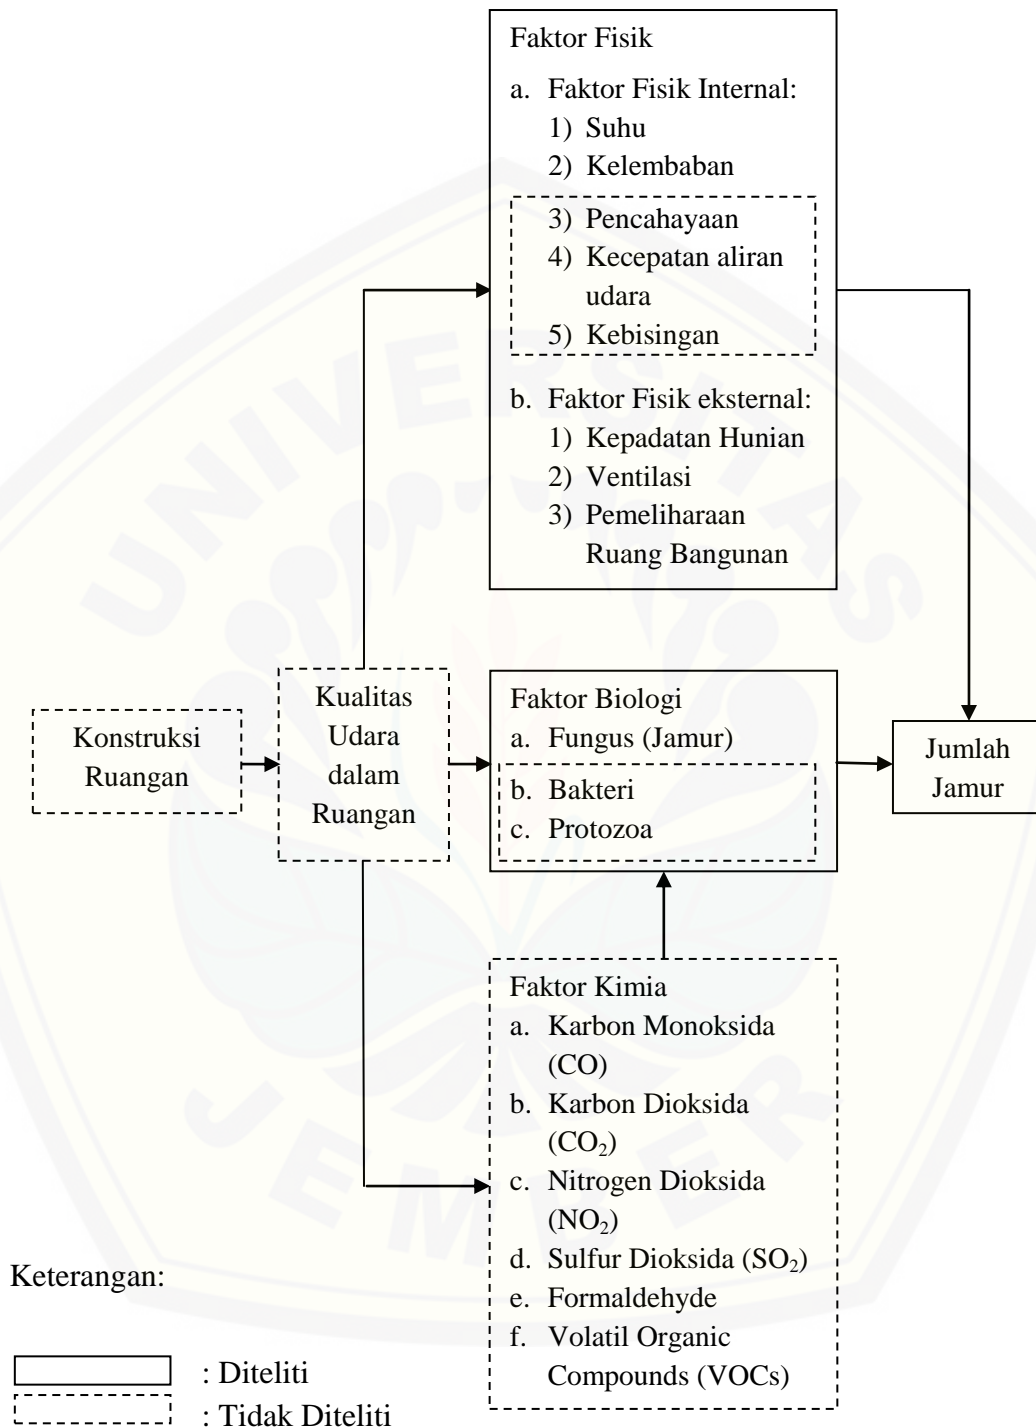 Faktor Fisik
a. Faktor Fisik Internal:
1) Suhu
2) Kelembaban
3) Pencahayaan
4) Kecepatan aliran
udara
5) Kebisingan
b. Faktor Fisik eksternal:
1) Kepadatan Hunian
2) Ventilasi
3) Pemeliharaan
Ruang Bangunan
Konstruksi
Ruangan
Kualitas
Udara
dalam
Ruangan
Faktor Biologi
a. Fungus (Jamur)
b. Bakteri
c. Protozoa
Jumlah
Jamur
Faktor Kimia
a. Karbon Monoksida
(CO)
b. Karbon Dioksida
(CO₂)
c. Nitrogen Dioksida
(NO₂)
d. Sulfur Dioksida (SO₂)
e. Formaldehyde
f. Volatil Organic
Compounds (VOCs)
Keterangan:
: Diteliti
: Tidak Diteliti
UNIVERSITAS
JEMBER